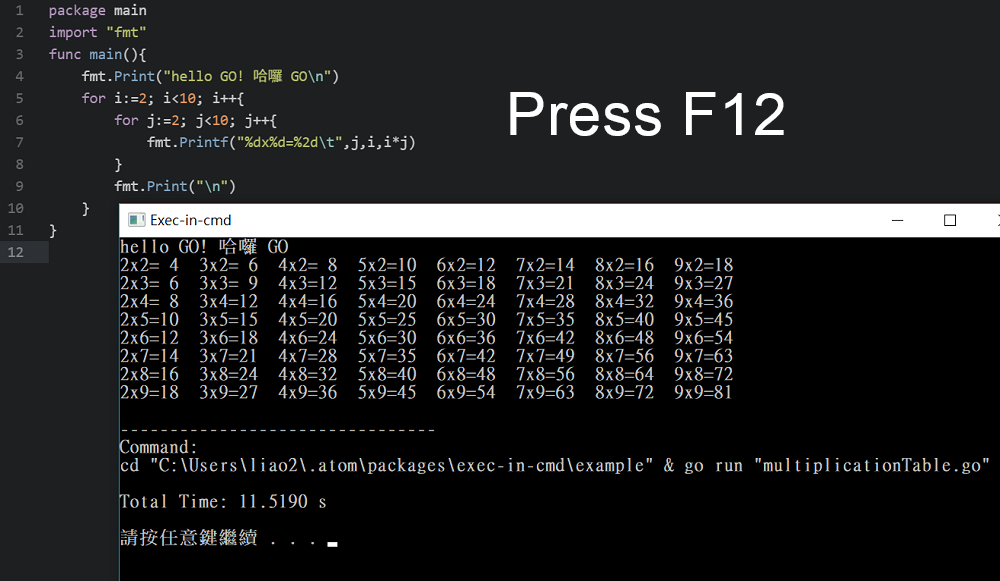 1 package main
2 import "fmt"
3 func main(){
4 fmt.Print("hello GO! 哈囉 GO\n")
5 for i:=2; i<10; i++{
6 for j:=2; j<10; j++{
7 fmt.Printf("%dx%d=%2d\t",j,i,i*j)
8 }
9 fmt.Print("\n")
10 }
11 }
12
Press F12
Exec-in-cmd
hello GO! 哈囉 GO
2x2= 4 3x2= 6 4x2= 8 5x2=10 6x2=12 7x2=14 8x2=16 9x2=18
2x3= 6 3x3= 9 4x3=12 5x3=15 6x3=18 7x3=21 8x3=24 9x3=27
2x4= 8 3x4=12 4x4=16 5x4=20 6x4=24 7x4=28 8x4=32 9x4=36
2x5=10 3x5=15 4x5=20 5x5=25 6x5=30 7x5=35 8x5=40 9x5=45
2x6=12 3x6=18 4x6=24 5x6=30 6x6=36 7x6=42 8x6=48 9x6=54
2x7=14 3x7=21 4x7=28 5x7=35 6x7=42 7x7=49 8x7=56 9x7=63
2x8=16 3x8=24 4x8=32 5x8=40 6x8=48 7x8=56 8x8=64 9x8=72
2x9=18 3x9=27 4x9=36 5x9=45 6x9=54 7x9=63 8x9=72 9x9=81
--------------------------------
Command:
cd "C:\Users\liao2\.atom\packages\exec-in-cmd\example" & go run "multiplicationTable.go"
Total Time: 11.5190 s
請按任意鍵繼續 . . .